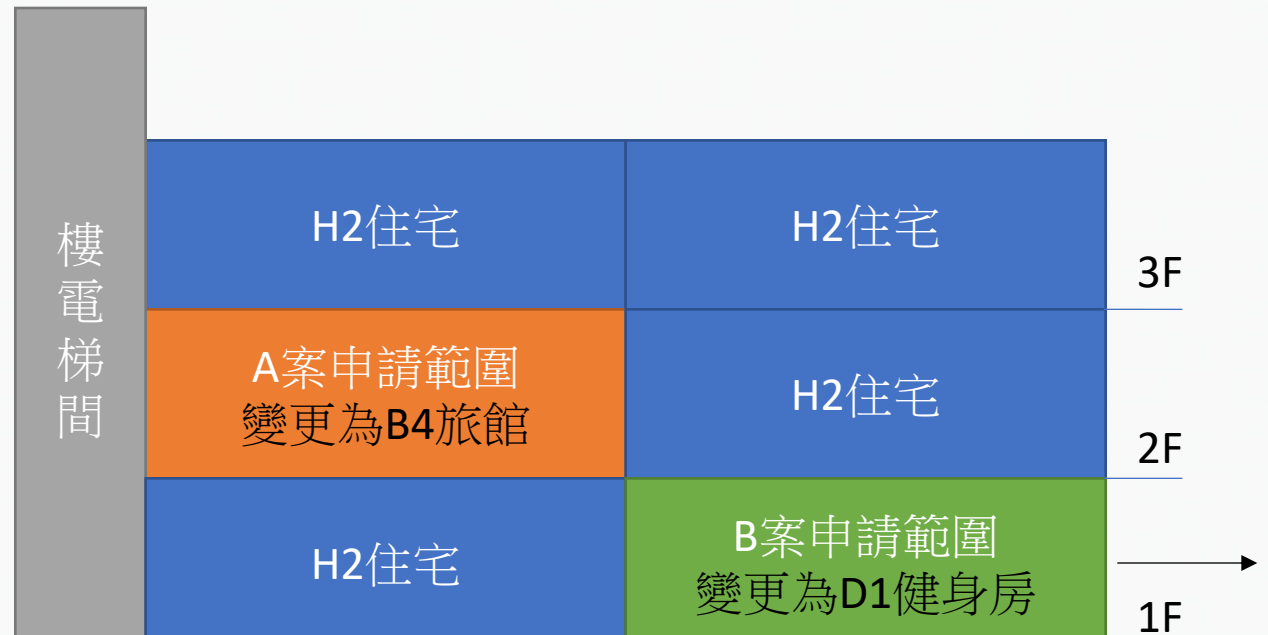 樓電梯間
H2住宅
H2住宅
3F
A案申請範圍
變更為B4旅館
H2住宅
2F
H2住宅
B案申請範圍
變更為D1健身房
1F